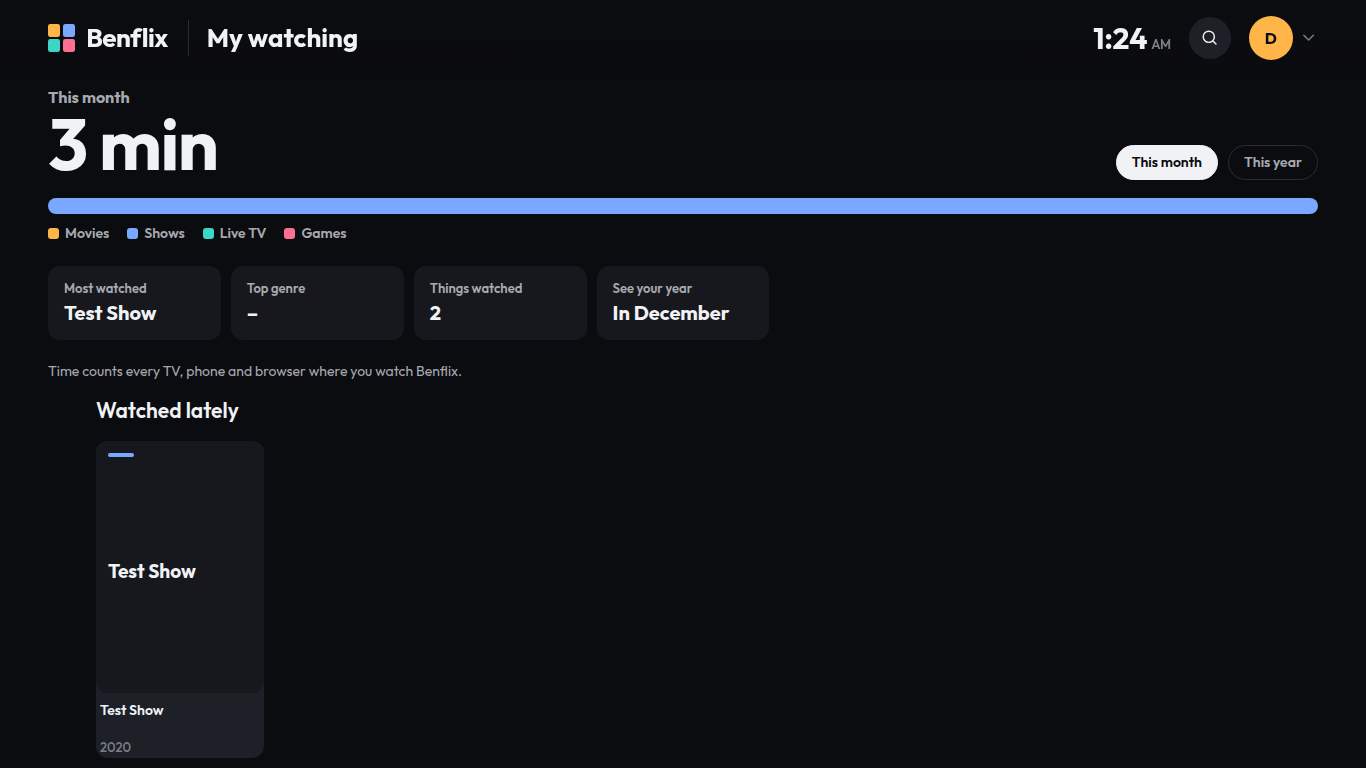 Benflix
My watching
1:24 AM
D
This month
3 min
This month
This year
Movies
Shows
Live TV
Games
Most watched
Test Show
Top genre
–
Things watched
2
See your year
In December
Time counts every TV, phone and browser where you watch Benflix.
Watched lately
Test Show
Test Show
2020